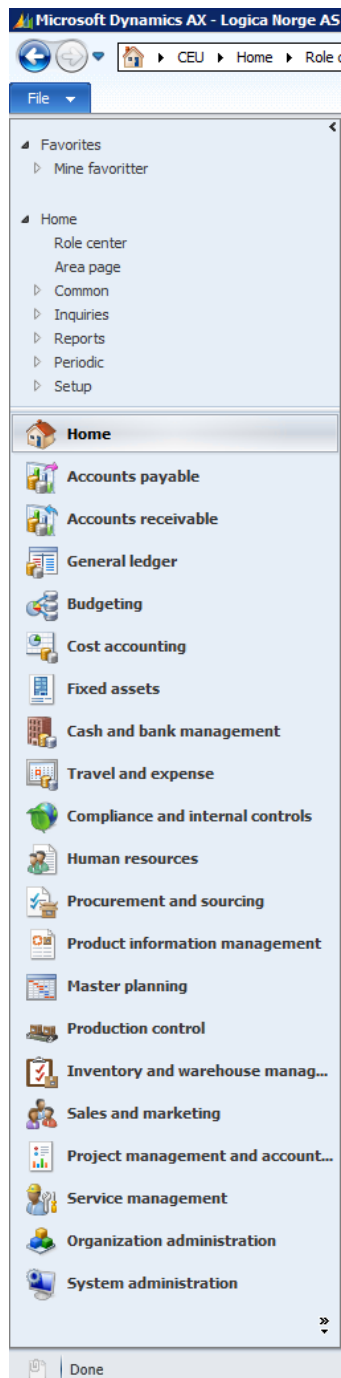 Microsoft Dynamics AX - Logica Norge AS
CEU Home Role
File
Favorites
Mine favoritter
Home
Role center
Area page
Common
Inquiries
Reports
Periodic
Setup
Home
Accounts payable
Accounts receivable
General ledger
Budgeting
Cost accounting
Fixed assets
Cash and bank management
Travel and expense
Compliance and internal controls
Human resources
Procurement and sourcing
Product information management
Master planning
Production control
Inventory and warehouse manag...
Sales and marketing
Project management and account...
Service management
Organization administration
System administration
Done